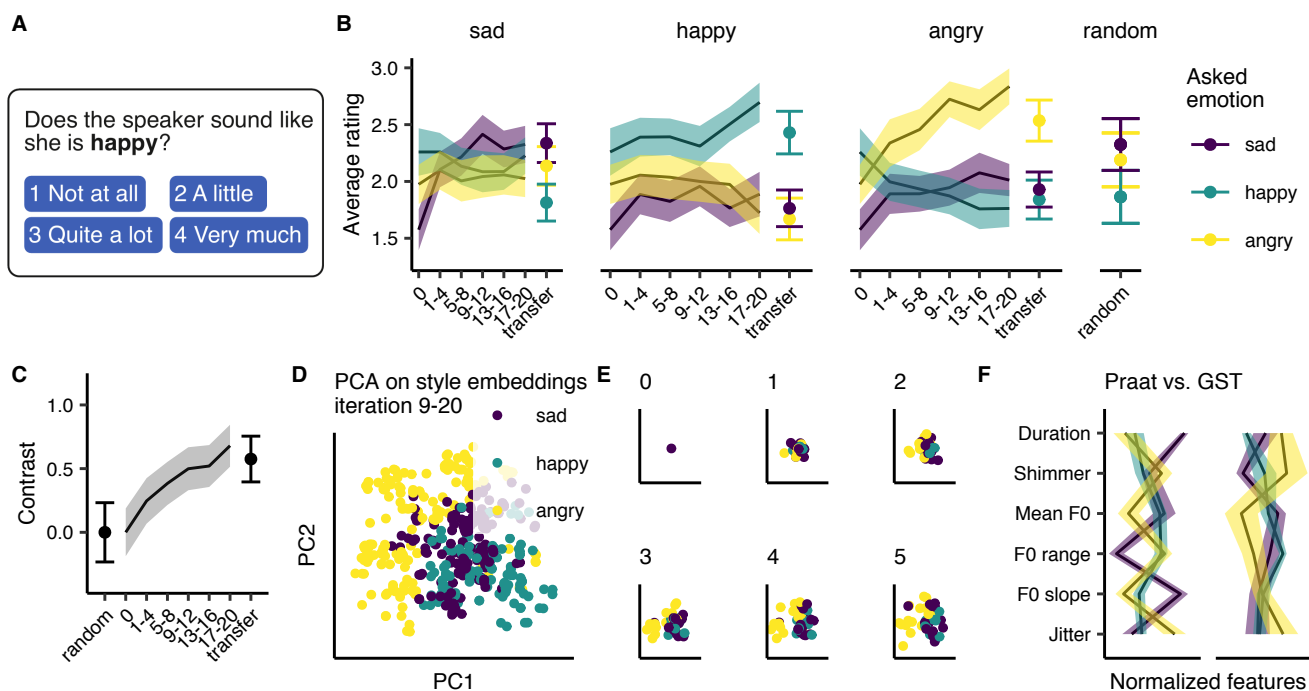 A
Does the speaker sound like
she is happy?
1 Not at all
2 A little
3 Quite a lot
4 Very much
B
sad
happy
angry
random
Average rating
3.0
2.5
2.0
1.5
0
1-4
5-8
9-12
13-16
17-20
transfer
0
1-4
5-8
9-12
13-16
17-20
transfer
0
1-4
5-8
9-12
13-16
17-20
transfer
random
Asked
emotion
sad
happy
angry
C
Contrast
1.0
0.5
0.0
random
0
1-4
5-8
9-12
13-16
17-20
transfer
D
PCA on style embeddings
iteration 9-20
sad
happy
angry
PC2
PC1
E
0
1
2
3
4
5
F
Praat vs. GST
Duration
Shimmer
Mean F0
F0 range
F0 slope
Jitter
Normalized features